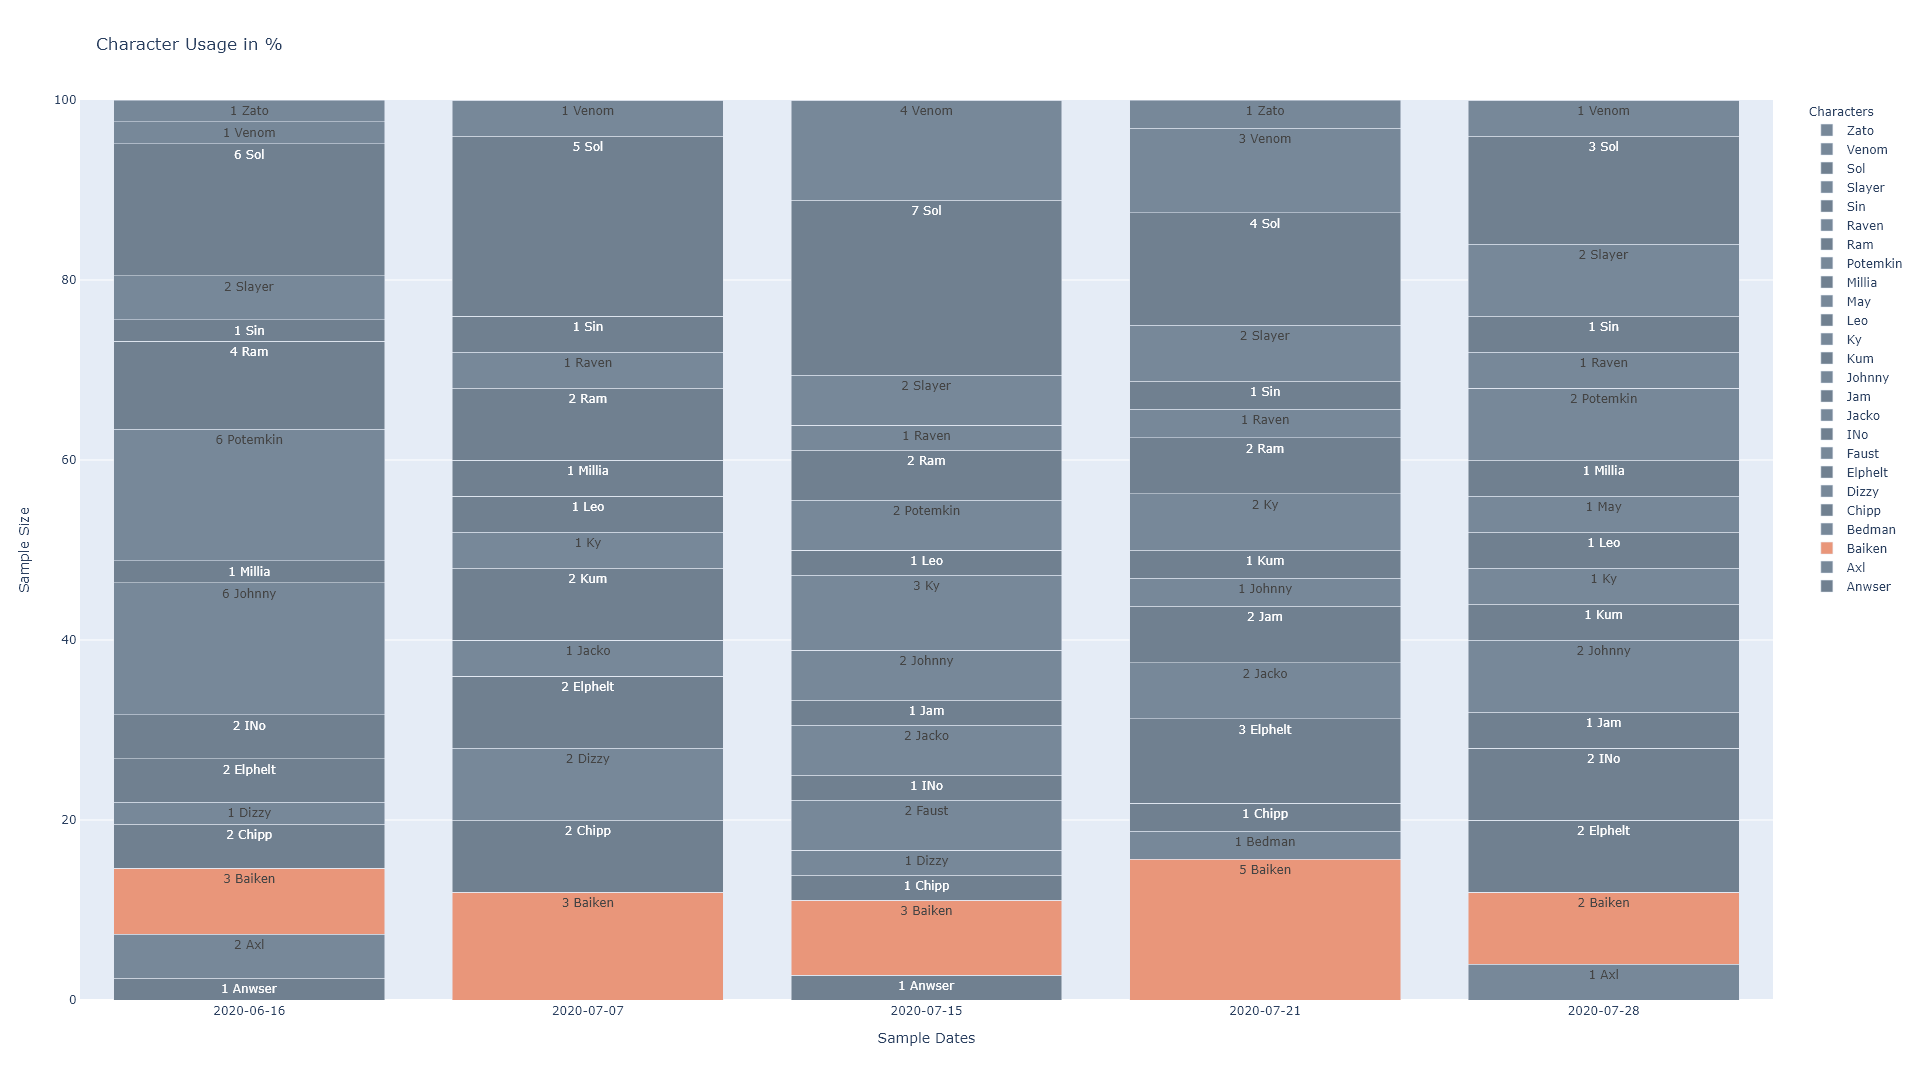 Character Usage in %
Sample Size
100
80
60
40
20
0
1 Zato
1 Venom
6 Sol
2 Slayer
1 Sin
4 Ram
6 Potemkin
1 Millia
6 Johnny
2 INo
2 Elphelt
1 Dizzy
2 Chipp
3 Baiken
2 Axl
1 Anwser
2020-06-16
1 Venom
5 Sol
1 Sin
1 Raven
2 Ram
1 Millia
1 Leo
1 Ky
2 Kum
1 Jacko
2 Elphelt
2 Dizzy
2 Chipp
3 Baiken
2020-07-07
4 Venom
7 Sol
2 Slayer
1 Raven
2 Ram
2 Potemkin
1 Leo
3 Ky
2 Johnny
1 Jam
2 Jacko
1 INo
2 Faust
1 Dizzy
1 Chipp
3 Baiken
1 Anwser
2020-07-15
1 Zato
3 Venom
4 Sol
2 Slayer
1 Sin
1 Raven
2 Ram
2 Ky
1 Kum
1 Johnny
2 Jam
2 Jacko
3 Elphelt
1 Chipp
1 Bedman
5 Baiken
2020-07-21
1 Venom
3 Sol
2 Slayer
1 Sin
1 Raven
2 Potemkin
1 Millia
1 May
1 Leo
1 Ky
1 Kum
2 Johnny
1 Jam
2 INo
2 Elphelt
2 Baiken
1 Axl
2020-07-28
Sample Dates
Characters
Zato
Venom
Sol
Slayer
Sin
Raven
Ram
Potemkin
Millia
May
Leo
Ky
Kum
Johnny
Jam
Jacko
INo
Faust
Elphelt
Dizzy
Chipp
Bedman
Baiken
Axl
Anwser